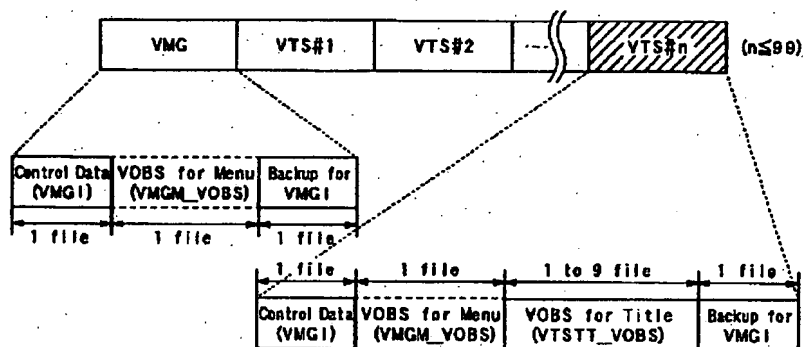 VMG VTS#1 VTS#2 ---- VTS#n (n≦99)
Control Data (VMGI)
VOBS for Menu (VMGM_VOBS)
Backup for VMGI
1 file 1 file 1 file
1 file 1 file 1 to 9 file 1 file
Control Data (VMGI)
VOBS for Menu (VMGM_VOBS)
VOBS for Title (VTSTT_VOBS)
Backup for VMGI